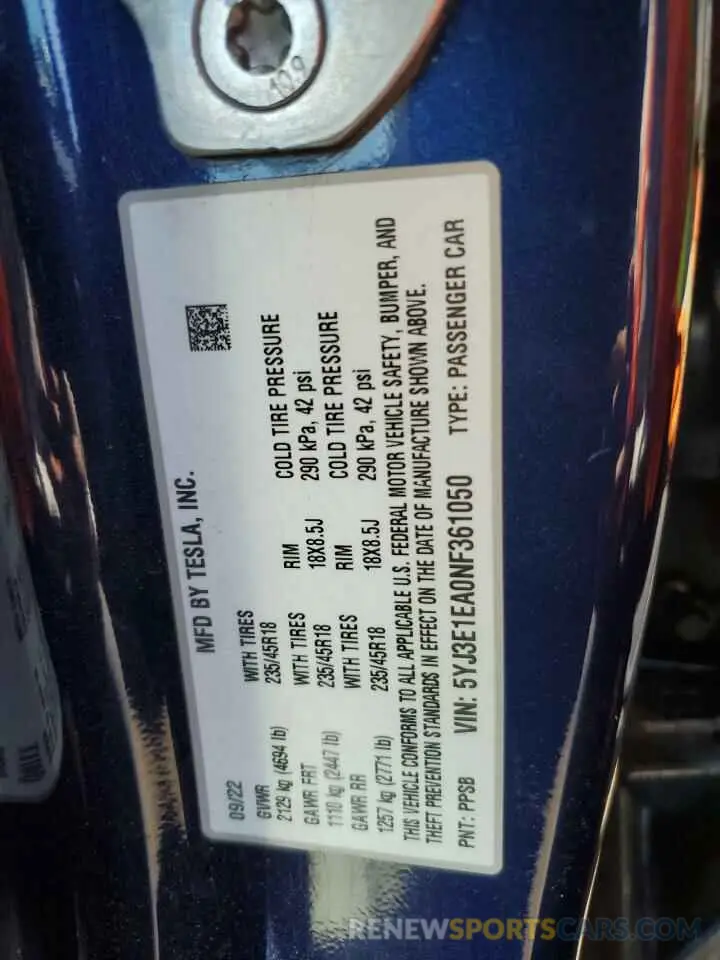 10.9
MFD BY TESLA, INC.
09/22
GVWR WITH TIRES RIM COLD TIRE PRESSURE
2129 kg (4694 lb) 235/45R18 18X8.5J 290 kPa, 42 psi
GAWR FRT WITH TIRES RIM COLD TIRE PRESSURE
1110 kg (2447 lb) 235/45R18 18X8.5J 290 kPa, 42 psi
GAWR RR WITH TIRES
1257 kg (2771 lb) 235/45R18
THIS VEHICLE CONFORMS TO ALL APPLICABLE U.S. FEDERAL MOTOR VEHICLE SAFETY, BUMPER, AND
THEFT PREVENTION STANDARDS IN EFFECT ON THE DATE OF MANUFACTURE SHOWN ABOVE.
PNT: PPSB VIN: 5YJ3E1EA0NF361050 TYPE: PASSENGER CAR
RENEWSPORTSCARS.COM